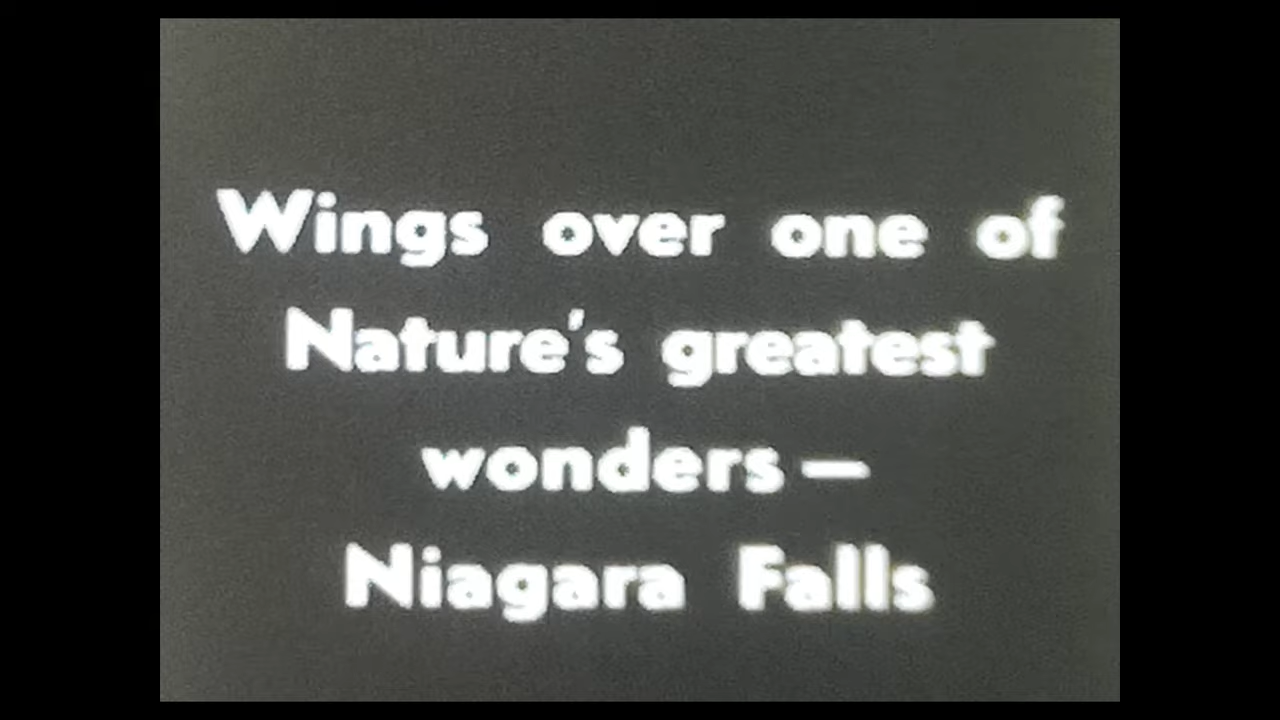 Wings over one of
Nature's greatest
wonders —
Niagara Falls